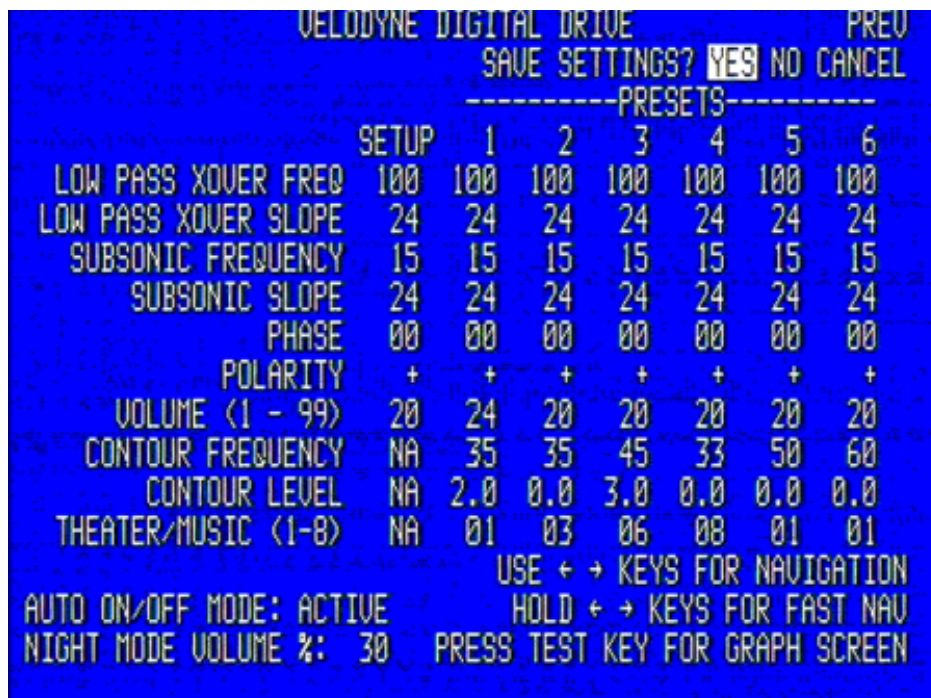 VELODYNE DIGITAL DRIVE PREV
SAVE SETTINGS? YES NO CANCEL
----------PRESETS----------
SETUP 1 2 3 4 5 6
LOW PASS XOVER FREQ 100 100 100 100 100 100 100
LOW PASS XOVER SLOPE 24 24 24 24 24 24 24
SUBSONIC FREQUENCY 15 15 15 15 15 15 15
SUBSONIC SLOPE 24 24 24 24 24 24 24
PHASE 00 00 00 00 00 00 00
POLARITY + + + + + + +
VOLUME (1 - 99) 20 24 20 20 20 20 20
CONTOUR FREQUENCY NA 35 35 45 33 50 60
CONTOUR LEVEL NA 2.0 0.0 3.0 0.0 0.0 0.0
THEATER/MUSIC (1-8) NA 01 03 06 08 01 01
USE ← → KEYS FOR NAVIGATION
AUTO ON/OFF MODE: ACTIVE HOLD ← → KEYS FOR FAST NAV
NIGHT MODE VOLUME %: 30 PRESS TEST KEY FOR GRAPH SCREEN